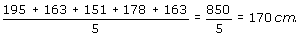 195 + 163 + 151 + 178 + 163 / 5 = 850 / 5 = 170 cm.